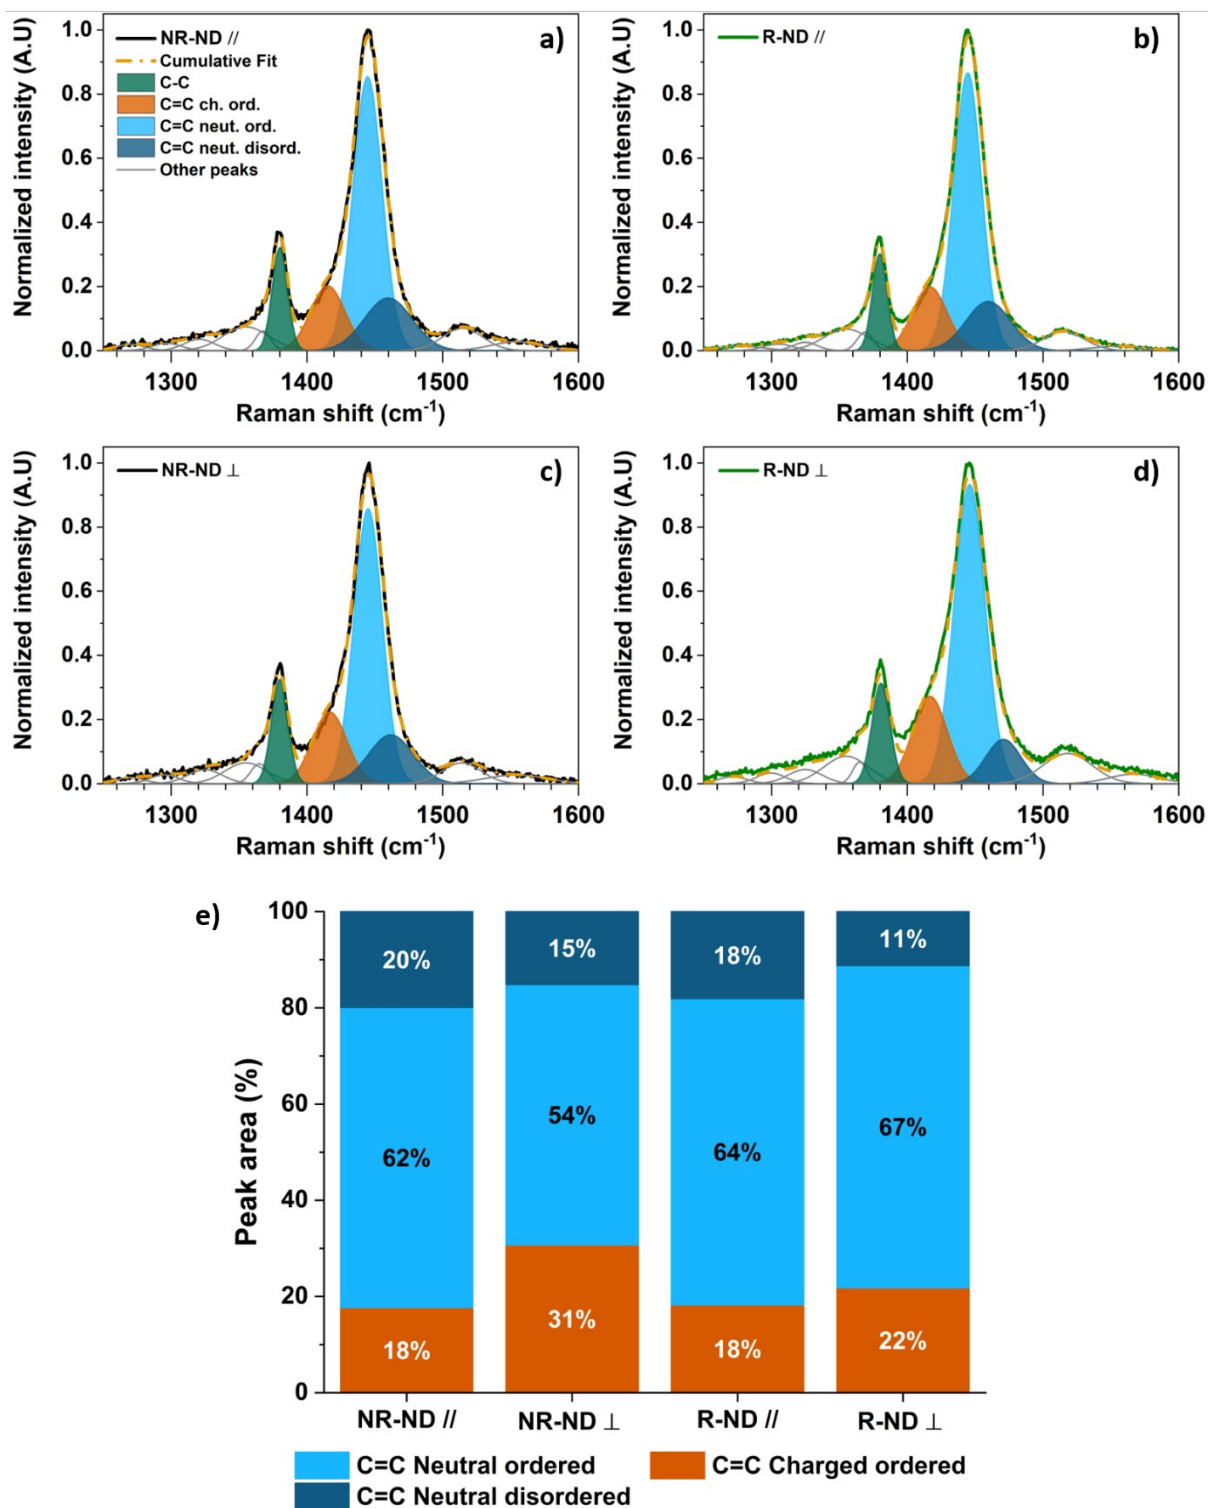 a)
NR-ND //
Cumulative Fit
C-C
C=C ch. ord.
C=C neut. ord.
C=C neut. disord.
Other peaks
Normalized intensity (A.U)
1.0
0.8
0.6
0.4
0.2
0.0
1300 1400 1500 1600
Raman shift (cm⁻¹)
b)
R-ND //
Normalized intensity (A.U)
1.0
0.8
0.6
0.4
0.2
0.0
1300 1400 1500 1600
Raman shift (cm⁻¹)
c)
NR-ND ⊥
Normalized intensity (A.U)
1.0
0.8
0.6
0.4
0.2
0.0
1300 1400 1500 1600
Raman shift (cm⁻¹)
d)
R-ND ⊥
Normalized intensity (A.U)
1.0
0.8
0.6
0.4
0.2
0.0
1300 1400 1500 1600
Raman shift (cm⁻¹)
e)
Peak area (%)
100
80
60
40
20
0
20% 15% 18% 11%
62% 54% 64% 67%
18% 31% 18% 22%
NR-ND // NR-ND ⊥ R-ND // R-ND ⊥
C=C Neutral ordered C=C Charged ordered
C=C Neutral disordered